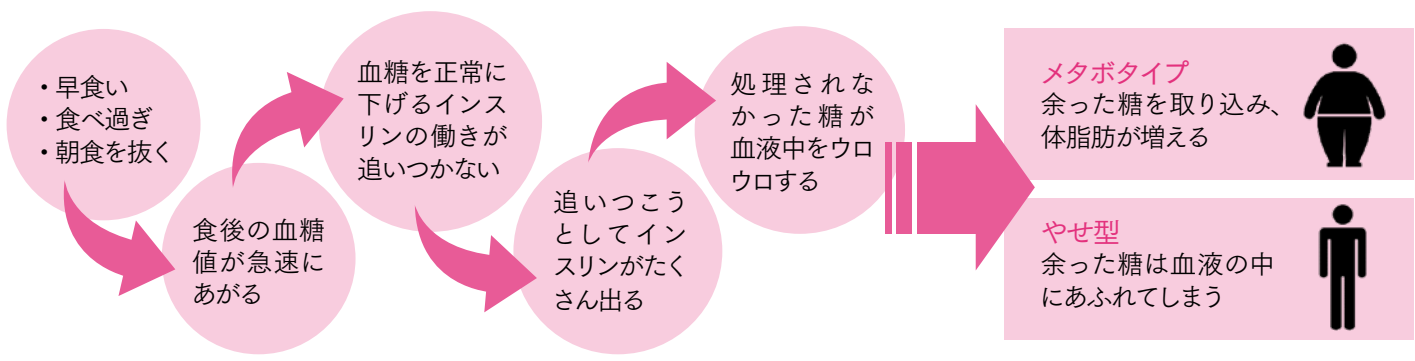 ・早食い
・食べ過ぎ
・朝食を抜く
食後の血糖
値が急速に
あがる
血糖を正常に
下げるインス
リンの働きが
追いつかない
追いつこう
としてイン
スリンがたく
さん出る
処理されな
かった糖が
血液中をウロ
ウロする
メタボタイプ
余った糖を取り込み、
体脂肪が増える
やせ型
余った糖は血液の中
にあふれてしまう